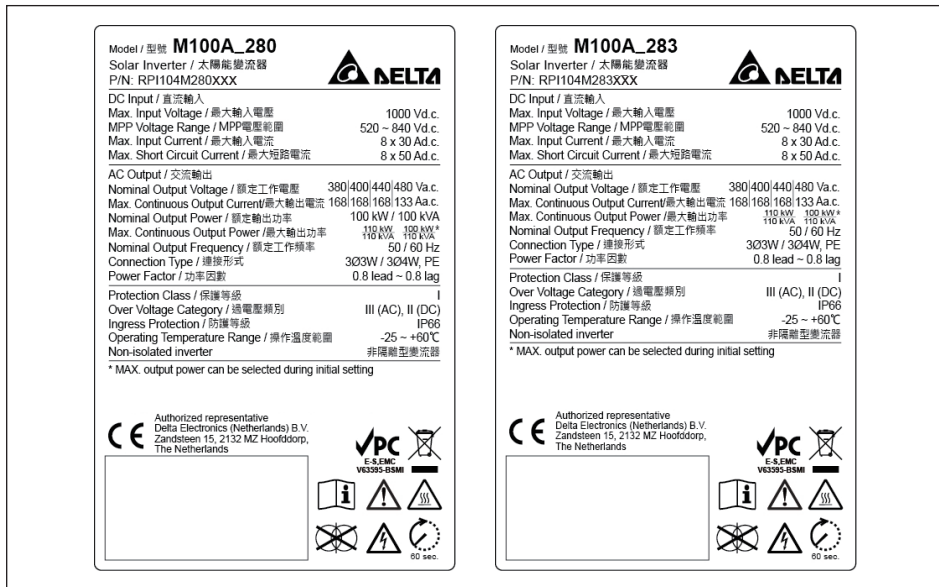 Model / 型號 M100A_280
Solar Inverter / 太陽能變流器
P/N: RPI104M280XXX
DELTA
DC Input / 直流輸入
Max. Input Voltage / 最大輸入電壓 1000 Vd.c.
MPP Voltage Range / MPP電壓範圍 520 ~ 840 Vd.c.
Max. Input Current / 最大輸入電流 8 x 30 Ad.c.
Max. Short Circuit Current / 最大短路電流 8 x 50 Ad.c.
AC Output / 交流輸出
Nominal Output Voltage / 額定工作電壓 380|400|440|480 Va.c.
Max. Continuous Output Current/最大輸出電流 168|168|168|133 Aa.c.
Nominal Output Power / 額定輸出功率 100 kW / 100 kVA
Max. Continuous Output Power /最大輸出功率 110 kW 100 kW*
110 kVA 110 kVA
Nominal Output Frequency / 額定工作頻率 50 / 60 Hz
Connection Type / 連接形式 3Ø3W / 3Ø4W, PE
Power Factor / 功率因數 0.8 lead ~ 0.8 lag
Protection Class / 保護等級 I
Over Voltage Category / 過電壓類別 III (AC), II (DC)
Ingress Protection / 防護等級 IP66
Operating Temperature Range / 操作溫度範圍 -25 ~ +60℃
Non-isolated inverter 非隔離型變流器
* MAX. output power can be selected during initial setting
CE
Authorized representative
Delta Electronics (Netherlands) B.V.
Zandsteen 15, 2132 MZ Hoofddorp,
The Netherlands
VPC
E-S,EMC
V63595-BSMI
60 sec.
Model / 型號 M100A_283
Solar Inverter / 太陽能變流器
P/N: RPI104M283XXX
DELTA
DC Input / 直流輸入
Max. Input Voltage / 最大輸入電壓 1000 Vd.c.
MPP Voltage Range / MPP電壓範圍 520 ~ 840 Vd.c.
Max. Input Current / 最大輸入電流 8 x 30 Ad.c.
Max. Short Circuit Current / 最大短路電流 8 x 50 Ad.c.
AC Output / 交流輸出
Nominal Output Voltage / 額定工作電壓 380|400|440|480 Va.c.
Max. Continuous Output Current/最大輸出電流 168|168|168|133 Aa.c.
Max. Continuous Output Power / 額定輸出功率 110 kW 100 kW*
110 kVA 110 kVA
Nominal Output Frequency / 額定工作頻率 50 / 60 Hz
Connection Type / 連接形式 3Ø3W / 3Ø4W, PE
Power Factor / 功率因數 0.8 lead ~ 0.8 lag
Protection Class / 保護等級 I
Over Voltage Category / 過電壓類別 III (AC), II (DC)
Ingress Protection / 防護等級 IP66
Operating Temperature Range / 操作溫度範圍 -25 ~ +60℃
Non-isolated inverter 非隔離型變流器
* MAX. output power can be selected during initial setting
CE
Authorized representative
Delta Electronics (Netherlands) B.V.
Zandsteen 15, 2132 MZ Hoofddorp,
The Netherlands
VPC
E-S,EMC
V63595-BSMI
60 sec.